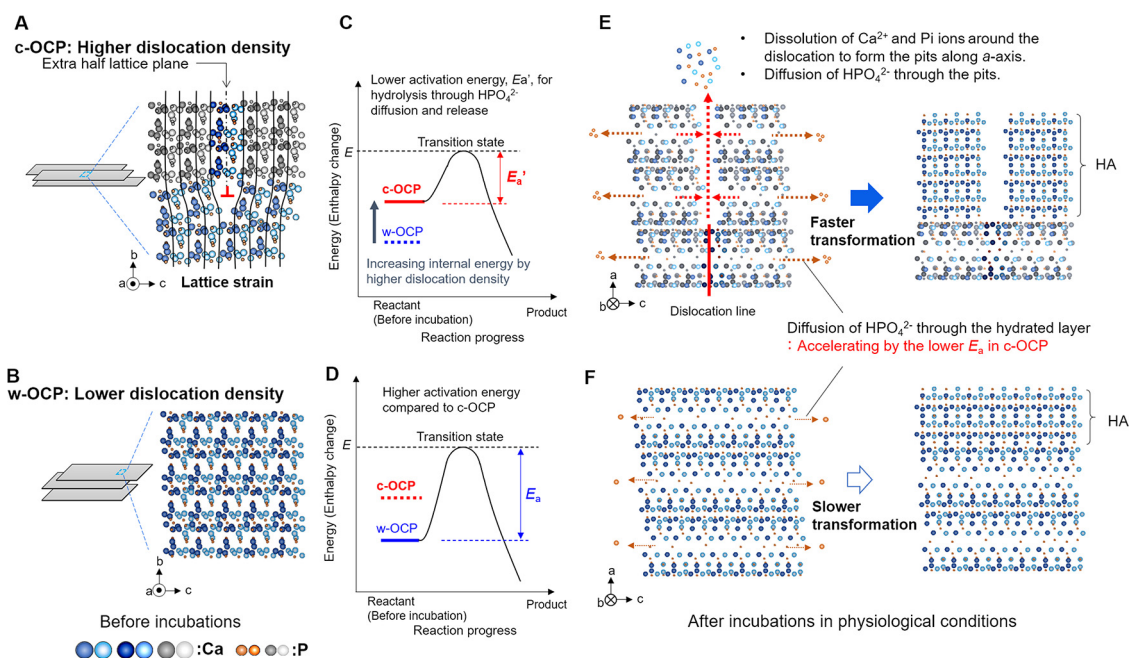 A
c-OCP: Higher dislocation density
Extra half lattice plane
b
a
c
Lattice strain
B
w-OCP: Lower dislocation density
b
a
c
Before incubations
:Ca
:P
C
Lower activation energy, Ea’, for
hydrolysis through HPO₄²⁻
diffusion and release
Transition state
E
Energy (Enthalpy change)
c-OCP
Ea’
w-OCP
Increasing internal energy by
higher dislocation density
Reactant
(Before incubation)
Product
Reaction progress
D
Higher activation energy
compared to c-OCP
Transition state
E
Energy (Enthalpy change)
c-OCP
Ea
w-OCP
Reactant
(Before incubation)
Product
Reaction progress
E
• Dissolution of Ca²⁺ and Pi ions around the
dislocation to form the pits along a-axis.
• Diffusion of HPO₄²⁻ through the pits.
HA
Faster
transformation
a
b
c
Dislocation line
Diffusion of HPO₄²⁻ through the hydrated layer
: Accelerating by the lower Ea in c-OCP
F
HA
Slower
transformation
a
b
c
After incubations in physiological conditions